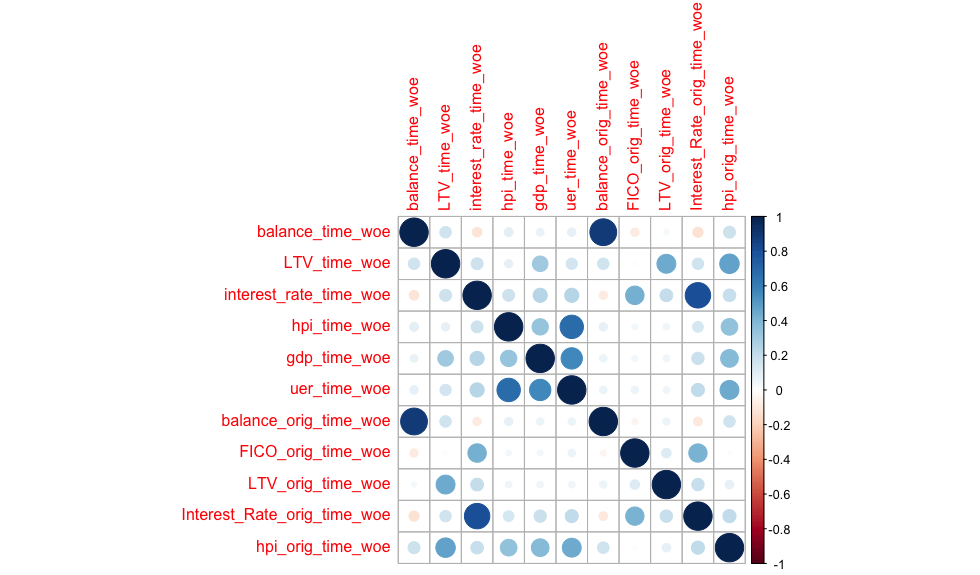 balance_time_woe
LTV_time_woe
interest_rate_time_woe
hpi_time_woe
gdp_time_woe
uer_time_woe
balance_orig_time_woe
FICO_orig_time_woe
LTV_orig_time_woe
Interest_Rate_orig_time_woe
hpi_orig_time_woe
balance_time_woe
LTV_time_woe
interest_rate_time_woe
hpi_time_woe
gdp_time_woe
uer_time_woe
balance_orig_time_woe
FICO_orig_time_woe
LTV_orig_time_woe
Interest_Rate_orig_time_woe
hpi_orig_time_woe
1
0.8
0.6
0.4
0.2
0
-0.2
-0.4
-0.6
-0.8
-1